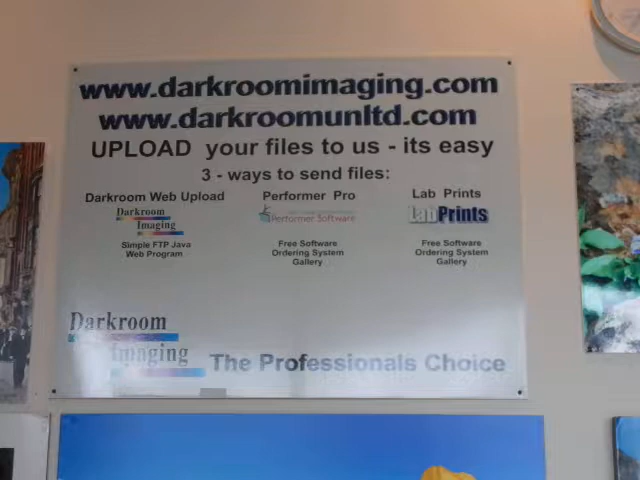 www.darkroomimaging.com
www.darkroomunltd.com
UPLOAD your files to us - its easy
3 - ways to send files:
Darkroom Web Upload
Darkroom
Imaging
Simple FTP Java
Web Program
Performer Pro
Performer Software
Free Software
Ordering System
Gallery
Lab Prints
LabPrints
Free Software
Ordering System
Gallery
Darkroom
Imaging
The Professionals Choice